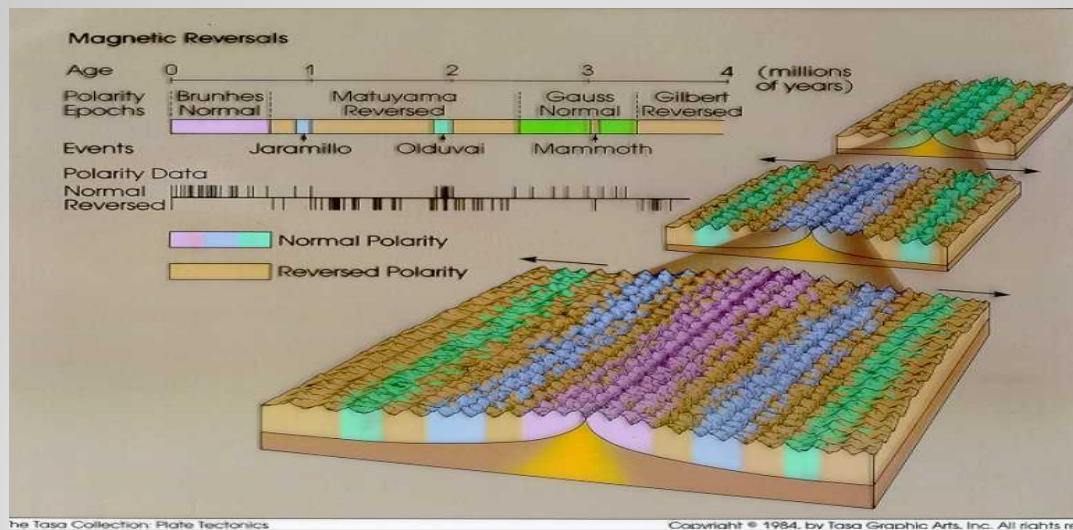 Magnetic Reversals
Age 0 1 2 3 4 (millions of years)
Polarity Epochs Brunhes Normal Matuyama Reversed Gauss Normal Gilbert Reversed
Events Jaramillo Olduvai Mammoth
Polarity Data
Normal
Reversed
Normal Polarity
Reversed Polarity
he Tasa Collection: Plate Tectonics
Copyright © 1984, by Tasa Graphic Arts, Inc. All rights re